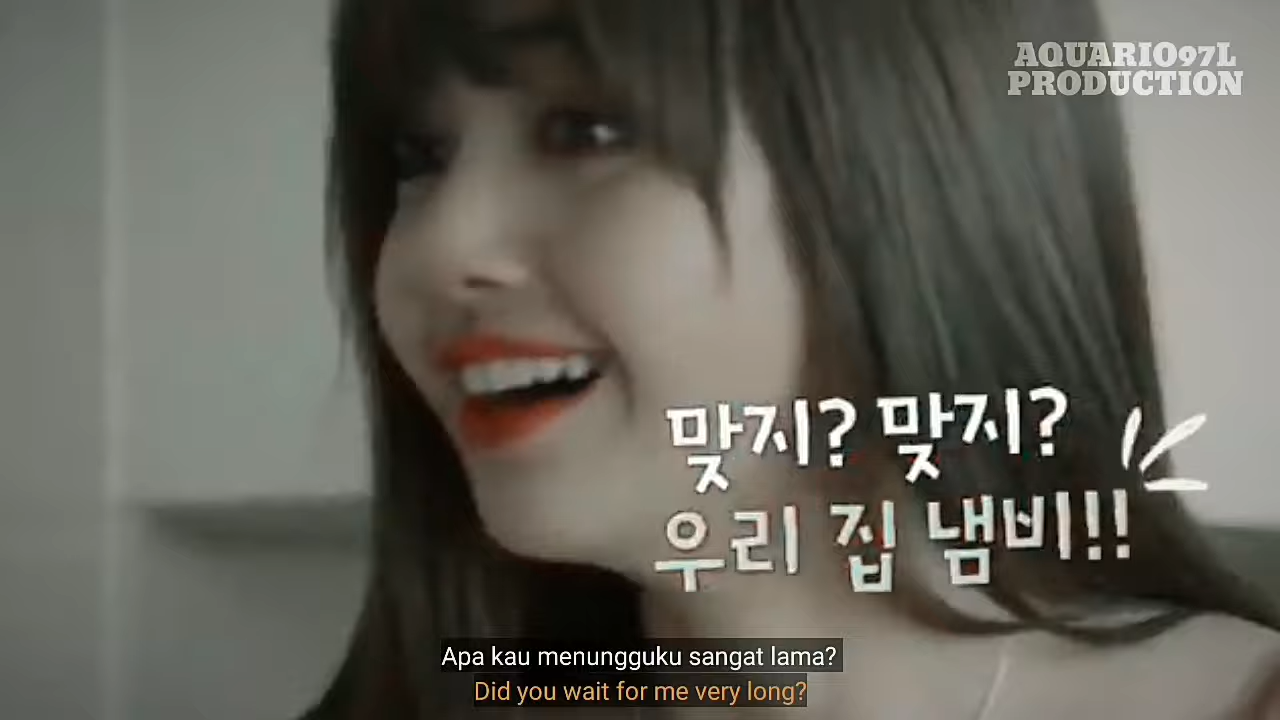 AQUARIO97L
PRODUCTION
맞지? 맞지?
우리 집 냄비!!
Apa kau menungguku sangat lama?
Did you wait for me very long?